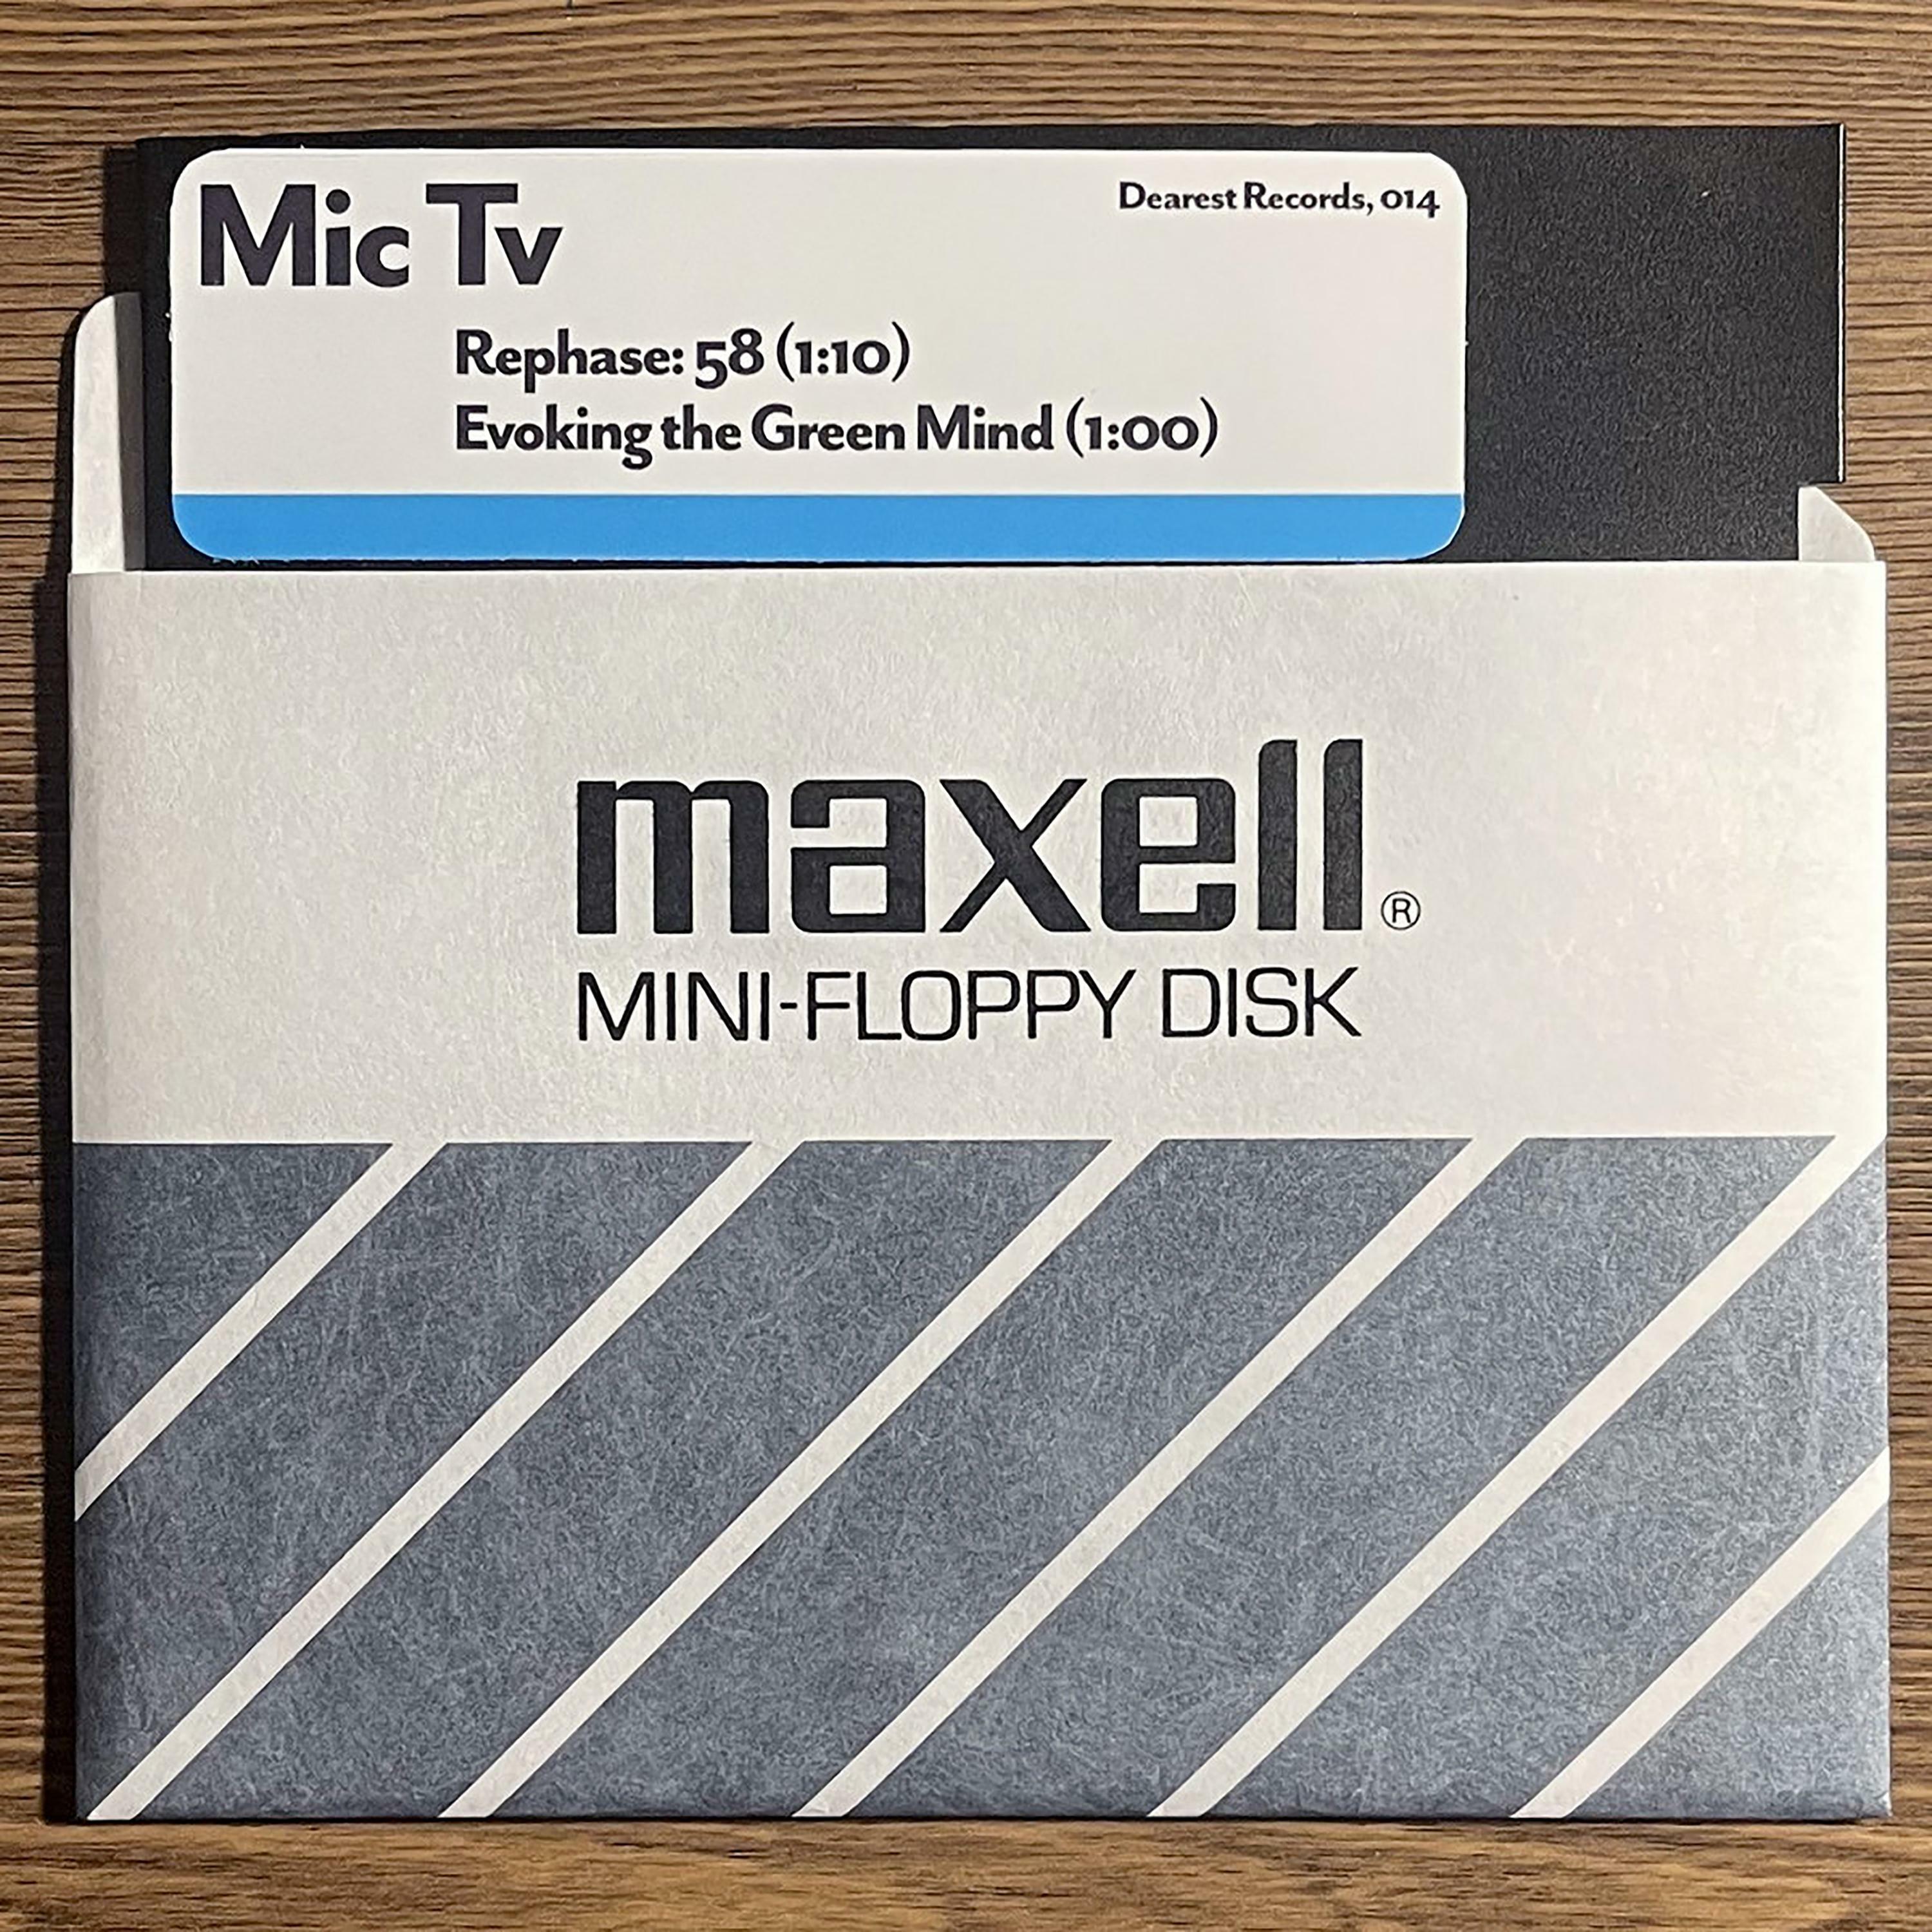 Mic Tv
Dearest Records, 014
Rephase: 58 (1:10)
Evoking the Green Mind (1:00)
maxell®
MINI-FLOPPY DISK